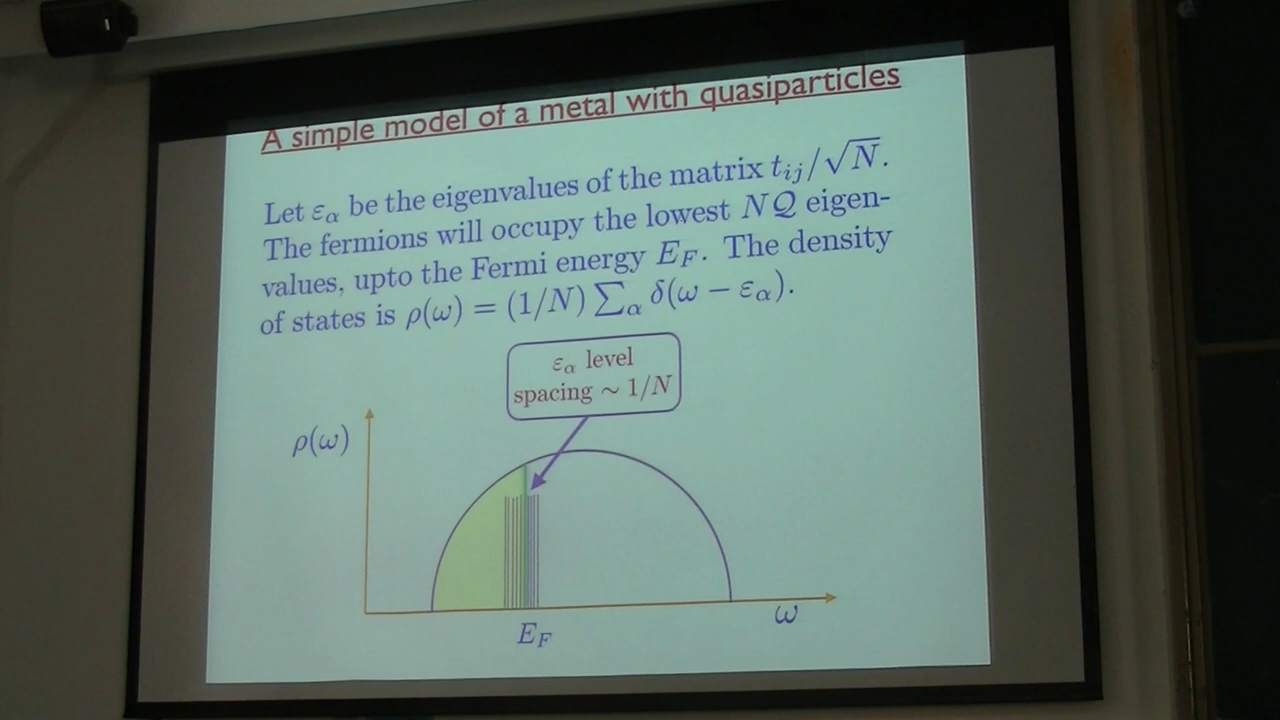 A simple model of a metal with quasiparticles
Let εα be the eigenvalues of the matrix tij/√N.
The fermions will occupy the lowest NQ eigen-
values, upto the Fermi energy EF. The density
of states is ρ(ω) = (1/N) ∑α δ(ω − εα).
εα level
spacing ∼ 1/N
ρ(ω)
ω
EF